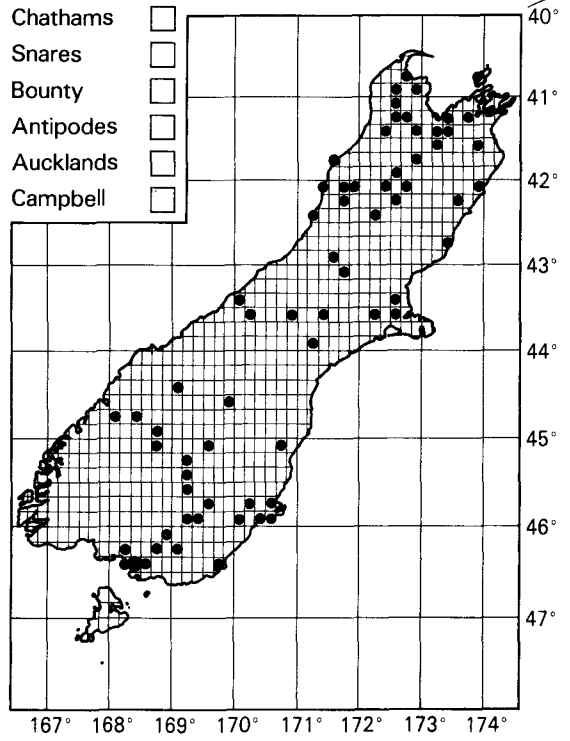 Chathams
Snares
Bounty
Antipodes
Aucklands
Campbell
40°
41°
42°
43°
44°
45°
46°
47°
167° 168° 169° 170° 171° 172° 173° 174°